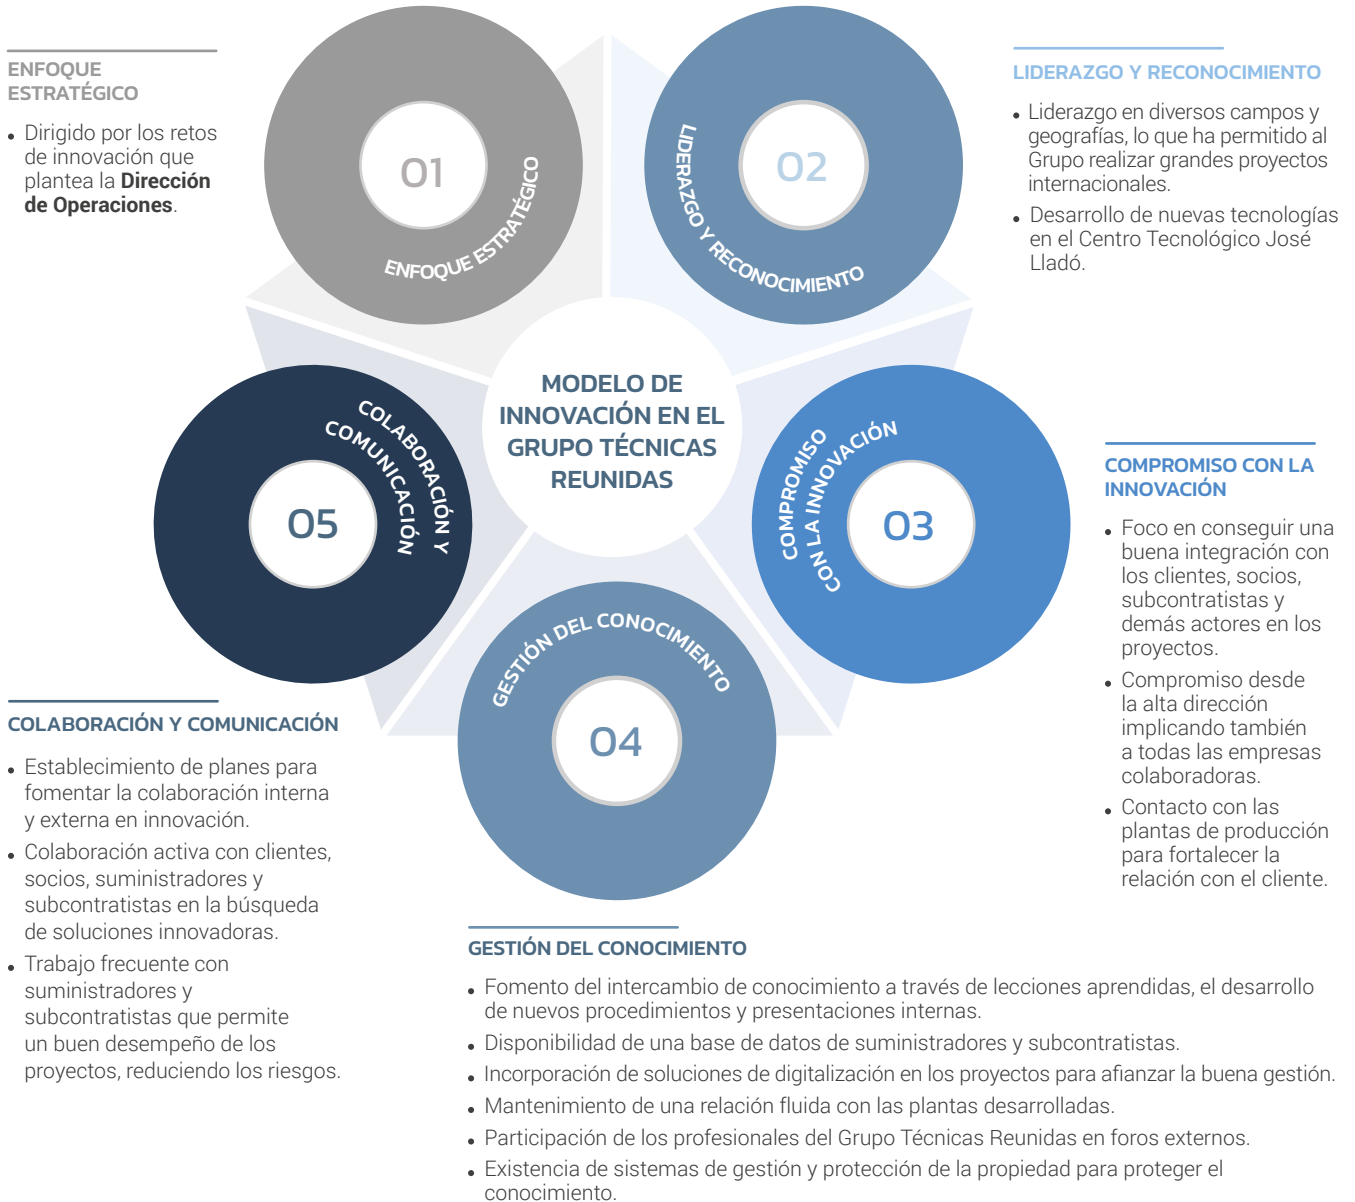 ENFOQUE
ESTRATÉGICO
• Dirigido por los retos
de innovación que
plantea la Dirección
de Operaciones.
01
ENFOQUE ESTRATÉGICO
02
LIDERAZGO Y RECONOCIMIENTO
LIDERAZGO Y RECONOCIMIENTO
• Liderazgo en diversos campos y
geografías, lo que ha permitido al
Grupo realizar grandes proyectos
internacionales.
• Desarrollo de nuevas tecnologías
en el Centro Tecnológico José
Lladó.
MODELO DE
INNOVACIÓN EN EL
GRUPO TÉCNICAS
REUNIDAS
COLABORACIÓN Y
COMUNICACIÓN
05
COMPROMISO
CON LA INNOVACIÓN
03
COMPROMISO CON LA
INNOVACIÓN
• Foco en conseguir una
buena integración con
los clientes, socios,
subcontratistas y
demás actores en los
proyectos.
• Compromiso desde
la alta dirección
implicando también
a todas las empresas
colaboradoras.
• Contacto con las
plantas de producción
para fortalecer la
relación con el cliente.
GESTIÓN DEL CONOCIMIENTO
04
COLABORACIÓN Y COMUNICACIÓN
• Establecimiento de planes para
fomentar la colaboración interna
y externa en innovación.
• Colaboración activa con clientes,
socios, suministradores y
subcontratistas en la búsqueda
de soluciones innovadoras.
• Trabajo frecuente con
suministradores y
subcontratistas que permite
un buen desempeño de los
proyectos, reduciendo los riesgos.
GESTIÓN DEL CONOCIMIENTO
• Fomento del intercambio de conocimiento a través de lecciones aprendidas, el desarrollo
de nuevos procedimientos y presentaciones internas.
• Disponibilidad de una base de datos de suministradores y subcontratistas.
• Incorporación de soluciones de digitalización en los proyectos para afianzar la buena gestión.
• Mantenimiento de una relación fluida con las plantas desarrolladas.
• Participación de los profesionales del Grupo Técnicas Reunidas en foros externos.
• Existencia de sistemas de gestión y protección de la propiedad para proteger el
conocimiento.